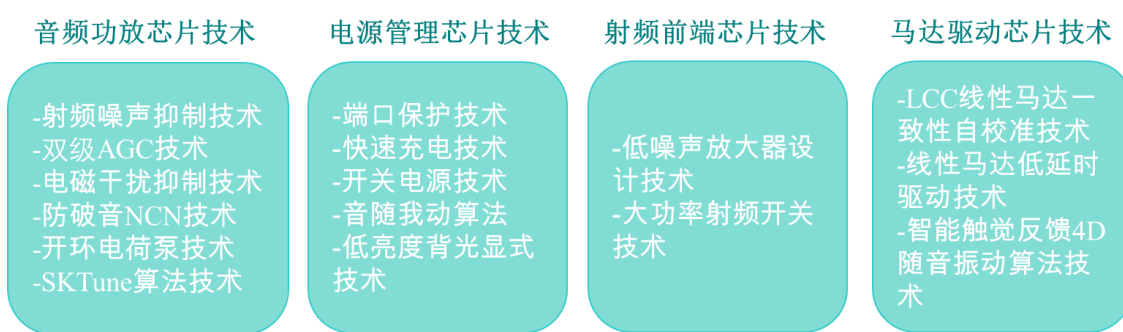 音频功放芯片技术
-射频噪声抑制技术
-双级AGC技术
-电磁干扰抑制技术
-防破音NCN技术
-开环电荷泵技术
-SKTune算法技术
电源管理芯片技术
-端口保护技术
-快速充电技术
-开关电源技术
-音随我动算法
-低亮度背光显式
技术
射频前端芯片技术
-低噪声放大器设
计技术
-大功率射频开关
技术
马达驱动芯片技术
-LCC线性马达一
致性自校准技术
-线性马达低延时
驱动技术
-智能触觉反馈4D
随音振动算法技
术